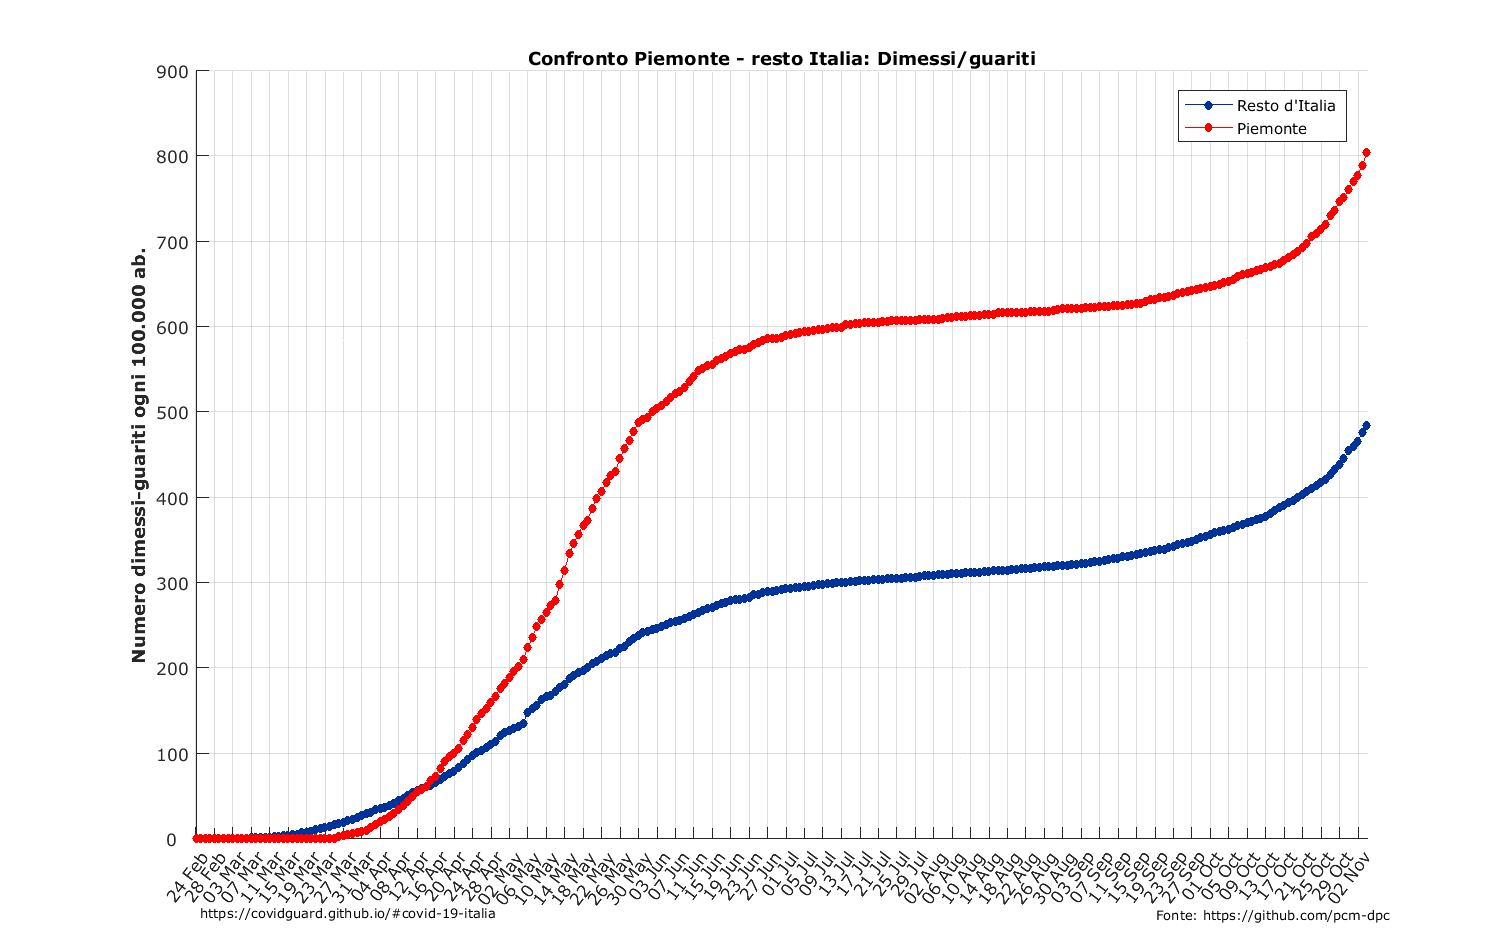 Confronto Piemonte - resto Italia: Dimessi/guariti
Resto d'Italia
Piemonte
Numero dimessi-guariti ogni 100.000 ab.
900
800
700
600
500
400
300
200
100
0
24 Feb
28 Feb
03 Mar
07 Mar
11 Mar
15 Mar
19 Mar
23 Mar
27 Mar
31 Mar
04 Apr
08 Apr
12 Apr
16 Apr
20 Apr
24 Apr
28 Apr
02 May
06 May
10 May
14 May
18 May
22 May
26 May
30 May
03 Jun
07 Jun
11 Jun
15 Jun
19 Jun
23 Jun
27 Jun
01 Jul
05 Jul
09 Jul
13 Jul
17 Jul
21 Jul
25 Jul
29 Jul
02 Aug
06 Aug
10 Aug
14 Aug
18 Aug
22 Aug
26 Aug
30 Aug
03 Sep
07 Sep
11 Sep
15 Sep
19 Sep
23 Sep
27 Sep
01 Oct
05 Oct
09 Oct
13 Oct
17 Oct
21 Oct
25 Oct
29 Oct
02 Nov
https://covidguard.github.io/#covid-19-italia
Fonte: https://github.com/pcm-dpc